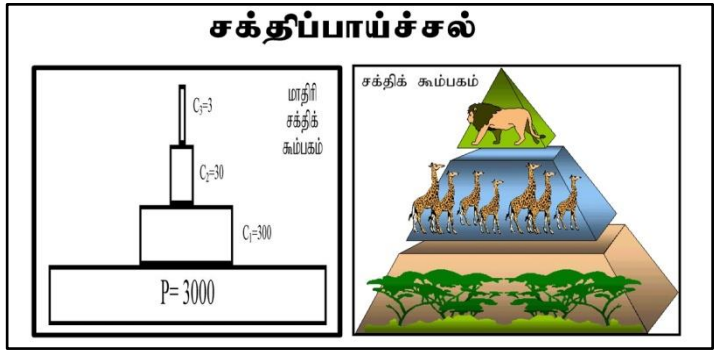 சக்திப்பாய்ச்சல்
மாதிரி
சக்திக்
கூம்பகம்
C₃=3
C₂=30
C₁=300
P= 3000
சக்திக் கூம்பகம்